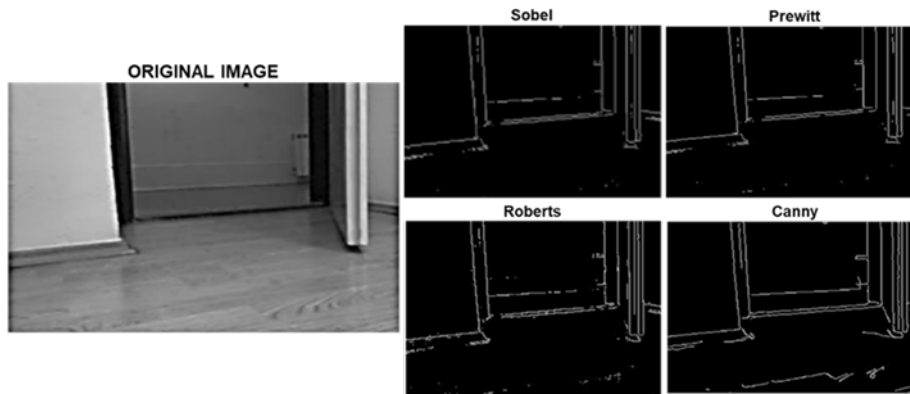 ORIGINAL IMAGE
Sobel
Prewitt
Roberts
Canny